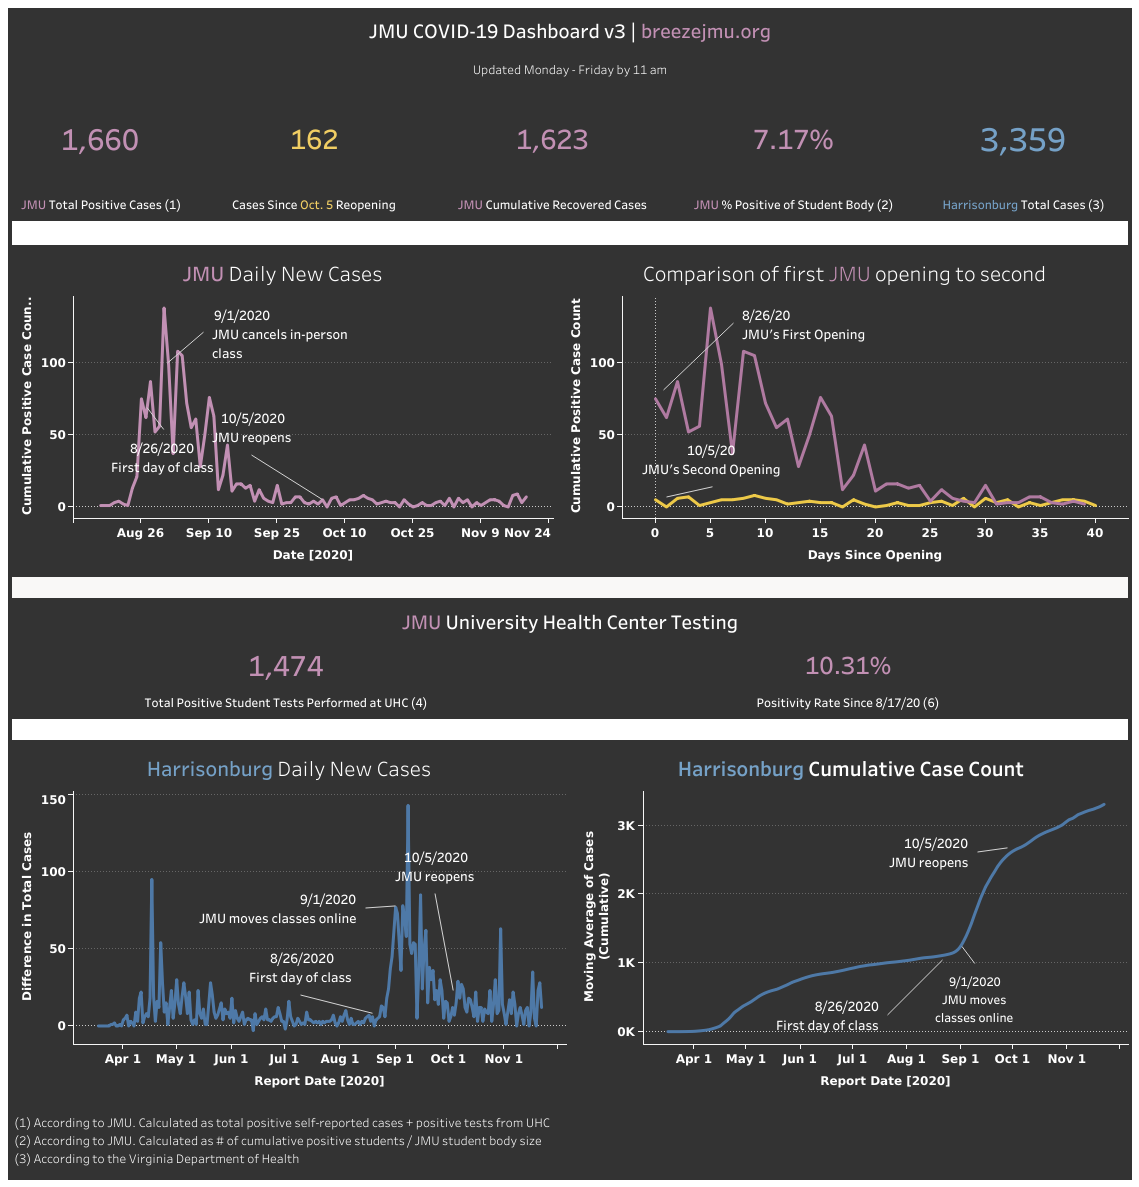 JMU COVID-19 Dashboard v3 | breezejmu.org
Updated Monday - Friday by 11 am
1,660
162
1,623
7.17%
3,359
JMU Total Positive Cases (1)
Cases Since Oct. 5 Reopening
JMU Cumulative Recovered Cases
JMU % Positive of Student Body (2)
Harrisonburg Total Cases (3)
JMU Daily New Cases
Cumulative Positive Case Coun..
100
50
0
9/1/2020
JMU cancels in-person
class
10/5/2020
JMU reopens
8/26/2020
First day of class
Aug 26
Sep 10
Sep 25
Oct 10
Oct 25
Nov 9
Nov 24
Date [2020]
Comparison of first JMU opening to second
Cumulative Positive Case Count
100
50
0
8/26/20
JMU's First Opening
10/5/20
JMU's Second Opening
0
5
10
15
20
25
30
35
40
Days Since Opening
JMU University Health Center Testing
1,474
10.31%
Total Positive Student Tests Performed at UHC (4)
Positivity Rate Since 8/17/20 (6)
Harrisonburg Daily New Cases
Difference in Total Cases
150
100
50
0
10/5/2020
JMU reopens
9/1/2020
JMU moves classes online
8/26/2020
First day of class
Apr 1
May 1
Jun 1
Jul 1
Aug 1
Sep 1
Oct 1
Nov 1
Report Date [2020]
Harrisonburg Cumulative Case Count
Moving Average of Cases
(Cumulative)
3K
2K
1K
0K
10/5/2020
JMU reopens
9/1/2020
JMU moves
classes online
8/26/2020
First day of class
Apr 1
May 1
Jun 1
Jul 1
Aug 1
Sep 1
Oct 1
Nov 1
Report Date [2020]
(1) According to JMU. Calculated as total positive self-reported cases + positive tests from UHC
(2) According to JMU. Calculated as # of cumulative positive students / JMU student body size
(3) According to the Virginia Department of Health